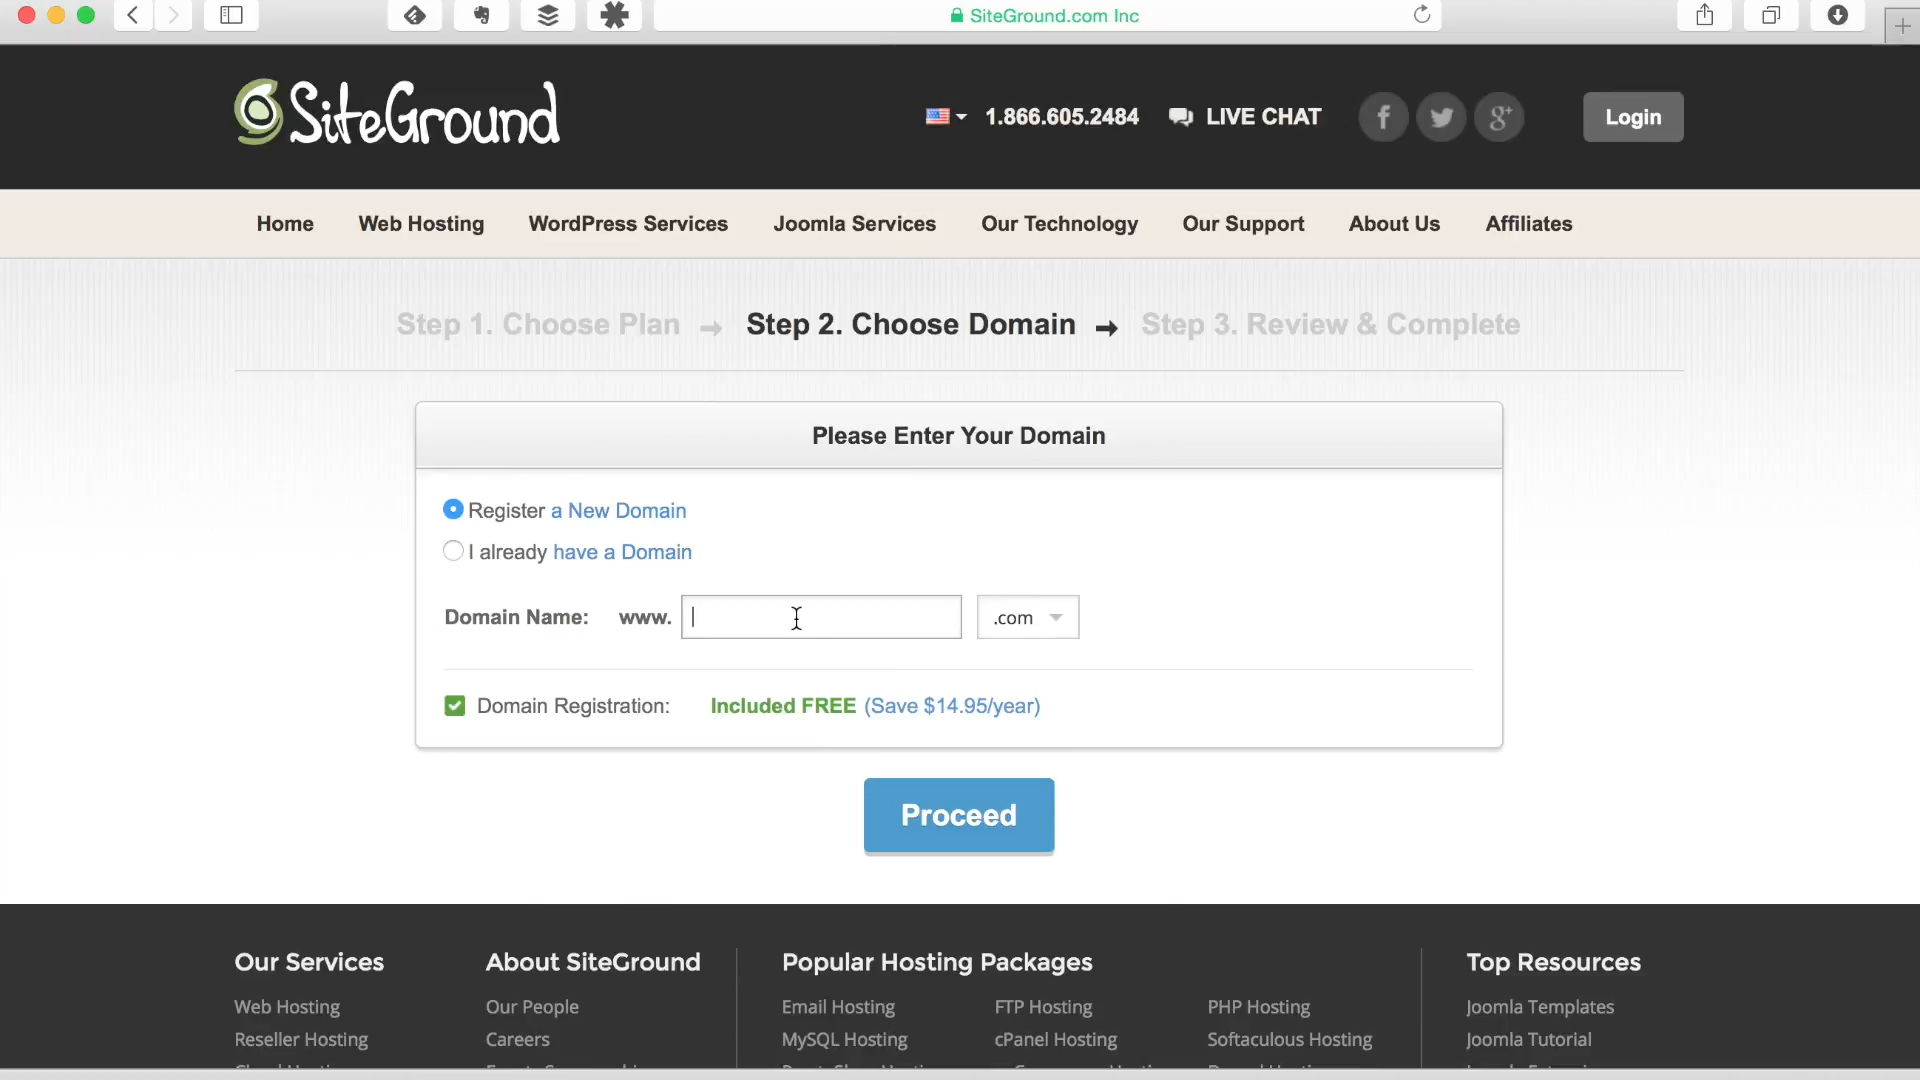 SiteGround.com Inc
SiteGround
1.866.605.2484
LIVE CHAT
Login
Home
Web Hosting
WordPress Services
Joomla Services
Our Technology
Our Support
About Us
Affiliates
Step 1. Choose Plan
Step 2. Choose Domain
Step 3. Review & Complete
Please Enter Your Domain
Register a New Domain
I already have a Domain
Domain Name: www.
.com
Domain Registration: Included FREE (Save $14.95/year)
Proceed
Our Services
Web Hosting
Reseller Hosting
About SiteGround
Our People
Careers
Popular Hosting Packages
Email Hosting
FTP Hosting
PHP Hosting
MySQL Hosting
cPanel Hosting
Softaculous Hosting
Top Resources
Joomla Templates
Joomla Tutorial